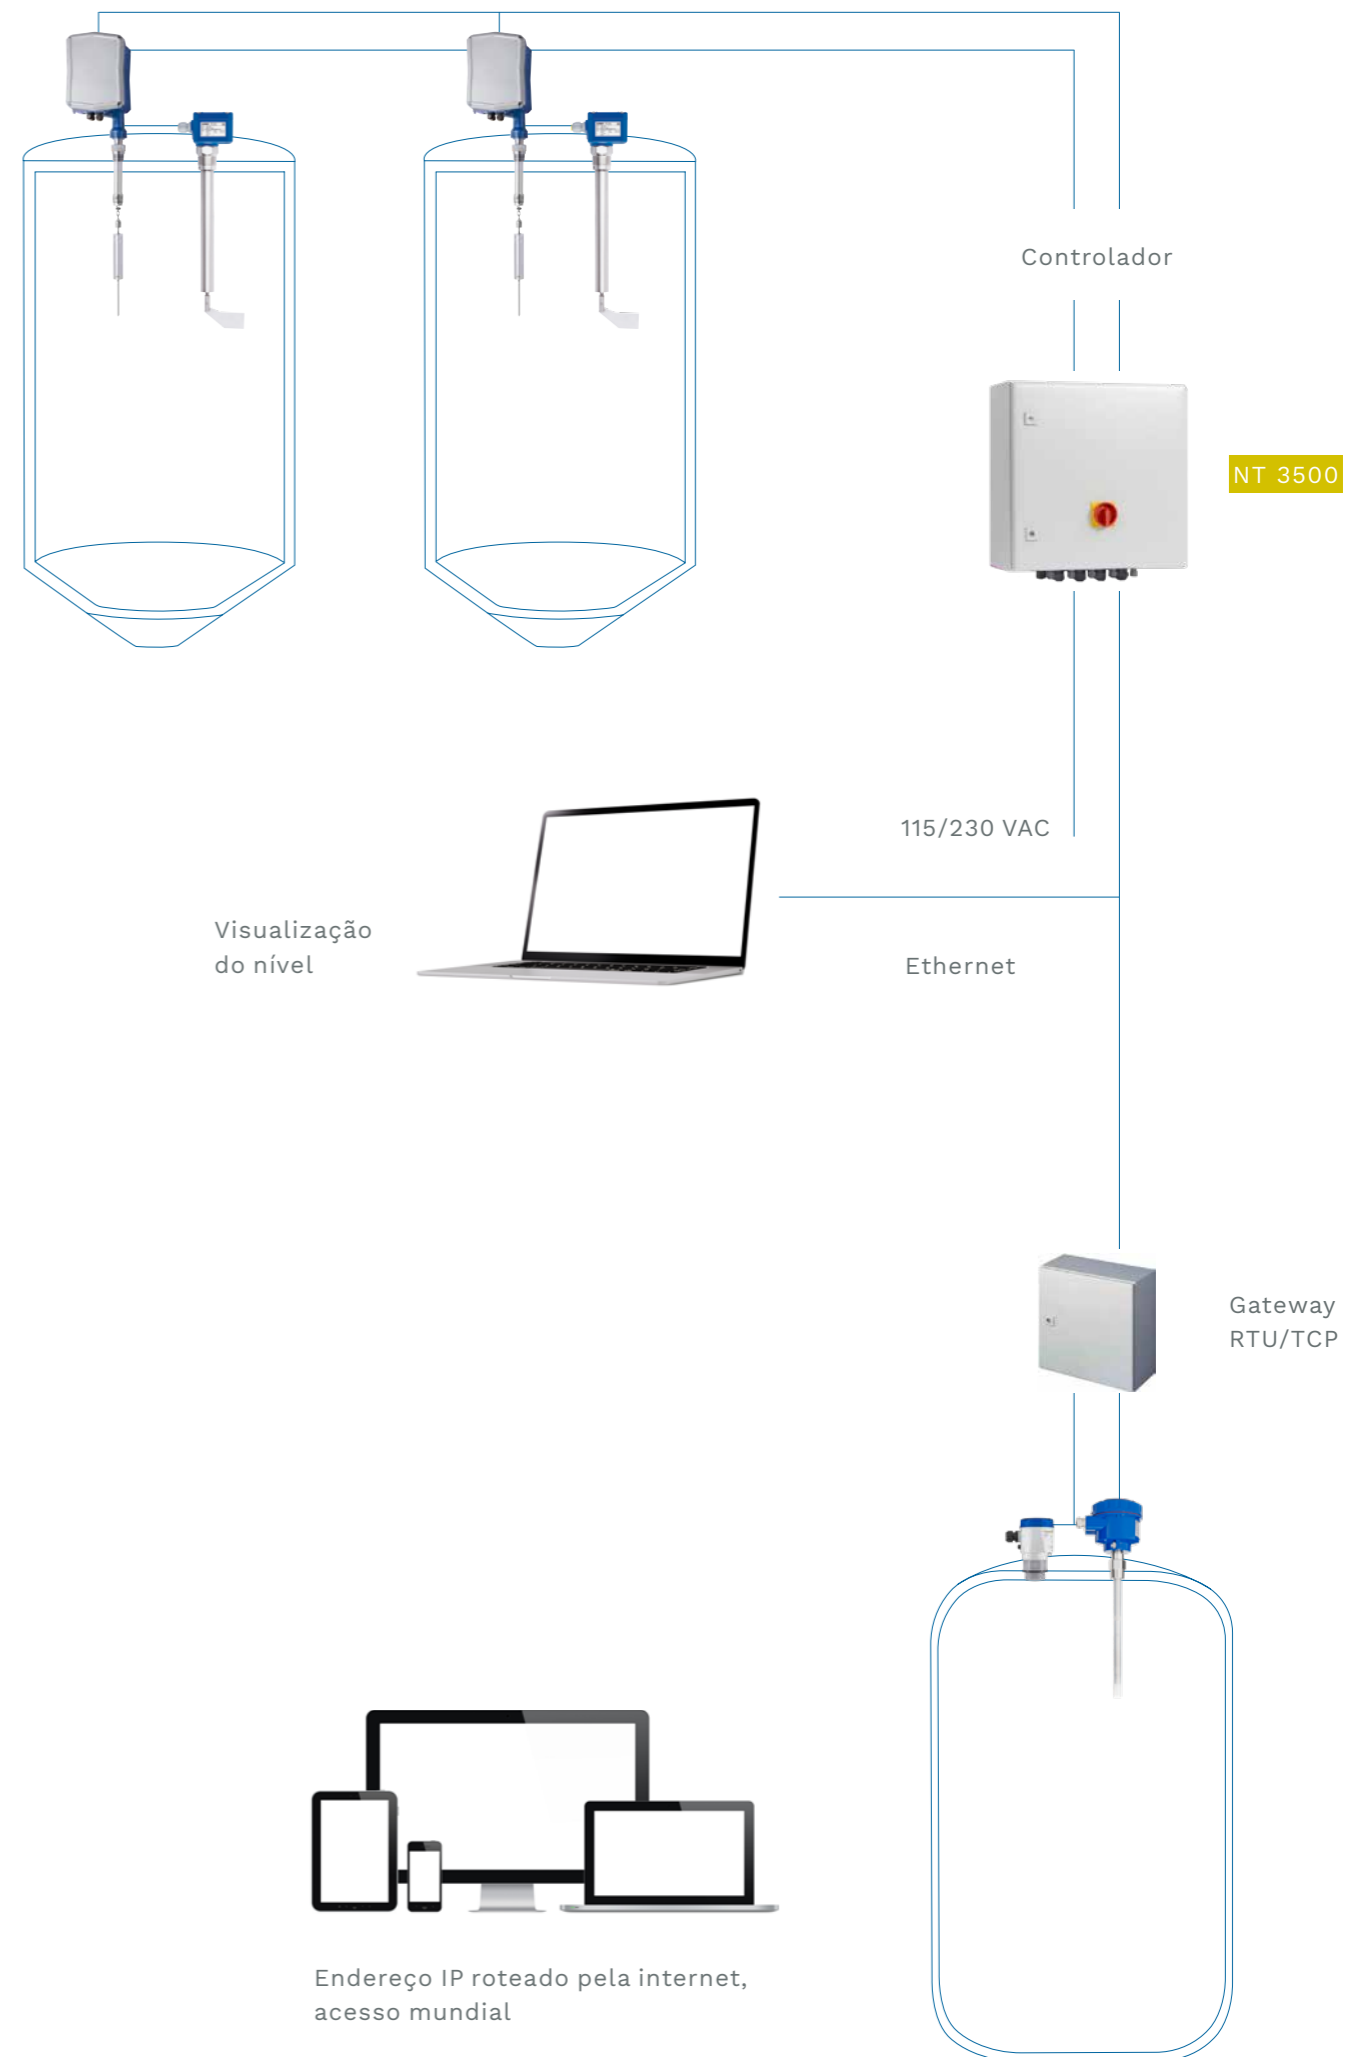 Controlador
NT 3500
115/230 VAC
Visualização
do nível
Ethernet
Gateway
RTU/TCP
Endereço IP roteado pela internet,
acesso mundial